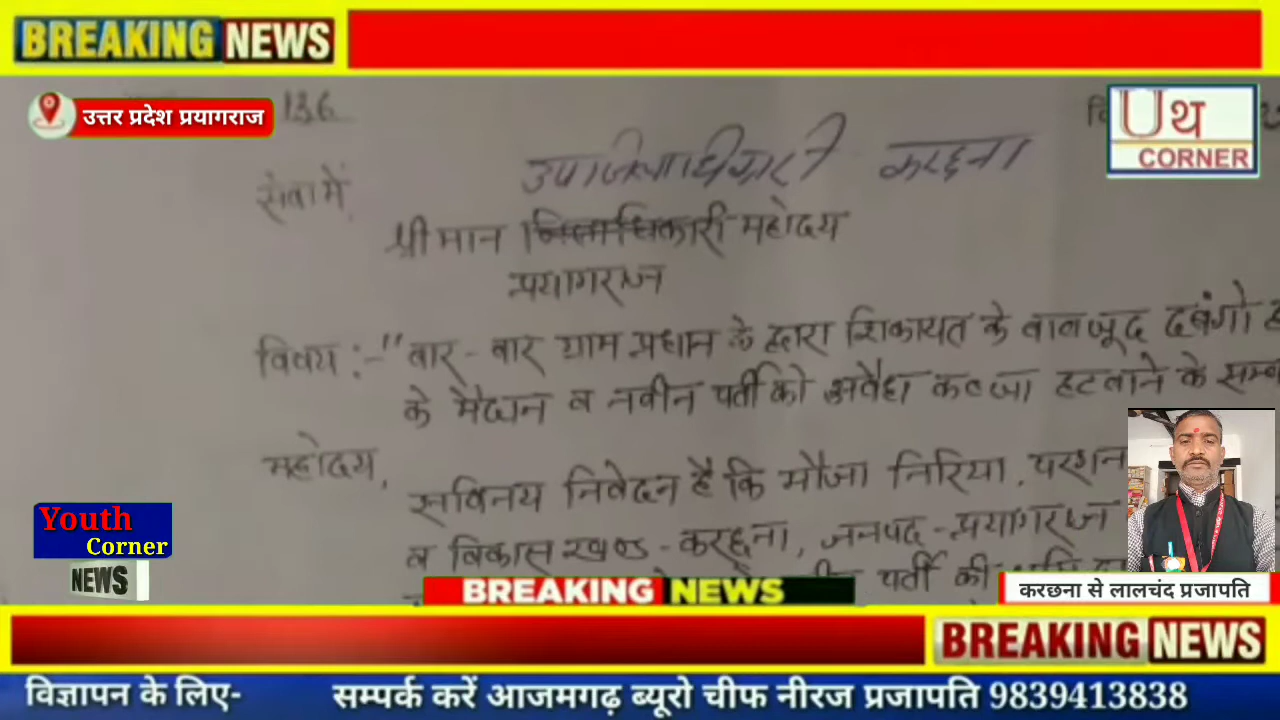 BREAKING NEWS
उत्तर प्रदेश प्रयागराज
136
Uथ
CORNER
उपजिलाधिकारी करछना
सेवा में,
श्रीमान जिलाधिकारी महोदय
प्रयागराज
विषय :- "बार - बार ग्राम प्रधान के द्वारा शिकायत के बावजूद दबंगो
के मैदान व नवीन पर्ती को अवैध कब्जा हटवाने के
महोदय,
सविनय निवेदन है कि मौजा निरिया,
व विकास खण्ड - करछना, जनपद - प्रयागराज
पर्ती की
Youth
Corner
NEWS
BREAKING NEWS
करछना से लालचंद प्रजापति
BREAKING NEWS
विज्ञापन के लिए- सम्पर्क करें आजमगढ़ ब्यूरो चीफ नीरज प्रजापति 9839413838